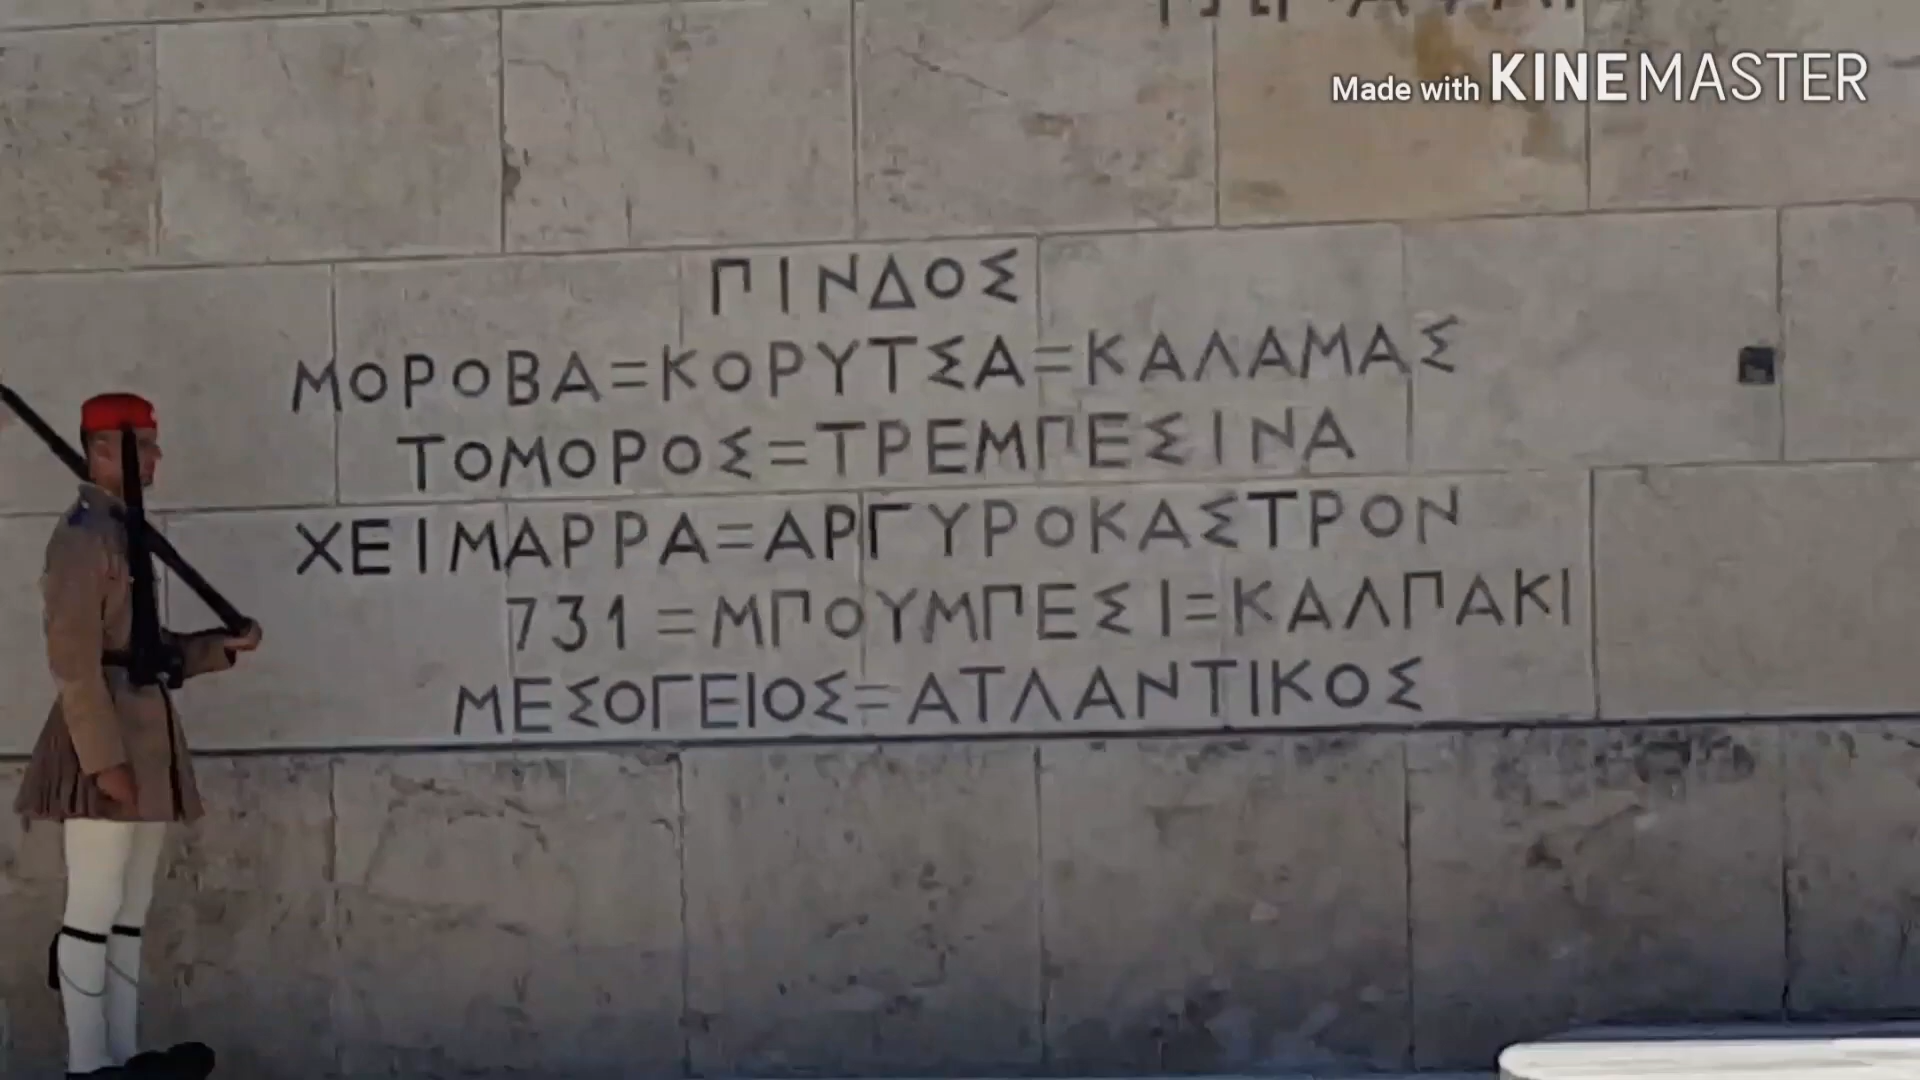 Made with KINEMASTER
ΠΙΝΔΟΣ
ΜΟΡΟΒΑ=ΚΟΡΥΤΣΑ=ΚΑΛΑΜΑΣ
ΤΟΜΟΡΟΣ=ΤΡΕΜΠΕΣΙΝΑ
ΧΕΙΜΑΡΡΑ=ΑΡΓΥΡΟΚΑΣΤΡΟΝ
731=ΜΠΟΥΜΠΕΣΙ=ΚΑΛΠΑΚΙ
ΜΕΣΟΓΕΙΟΣ=ΑΤΛΑΝΤΙΚΟΣ